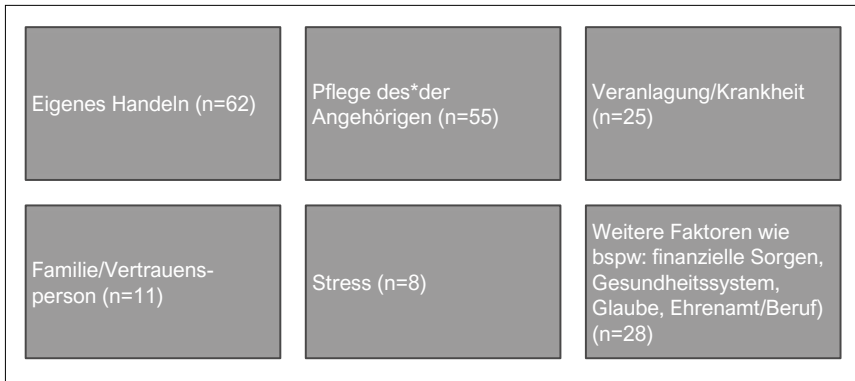 Eigenes Handeln (n=62)
Pflege des*der
Angehörigen (n=55)
Veranlagung/Krankheit
(n=25)
Familie/Vertrauens-
person (n=11)
Stress (n=8)
Weitere Faktoren wie
bspw: finanzielle Sorgen,
Gesundheitssystem,
Glaube, Ehrenamt/Beruf)
(n=28)